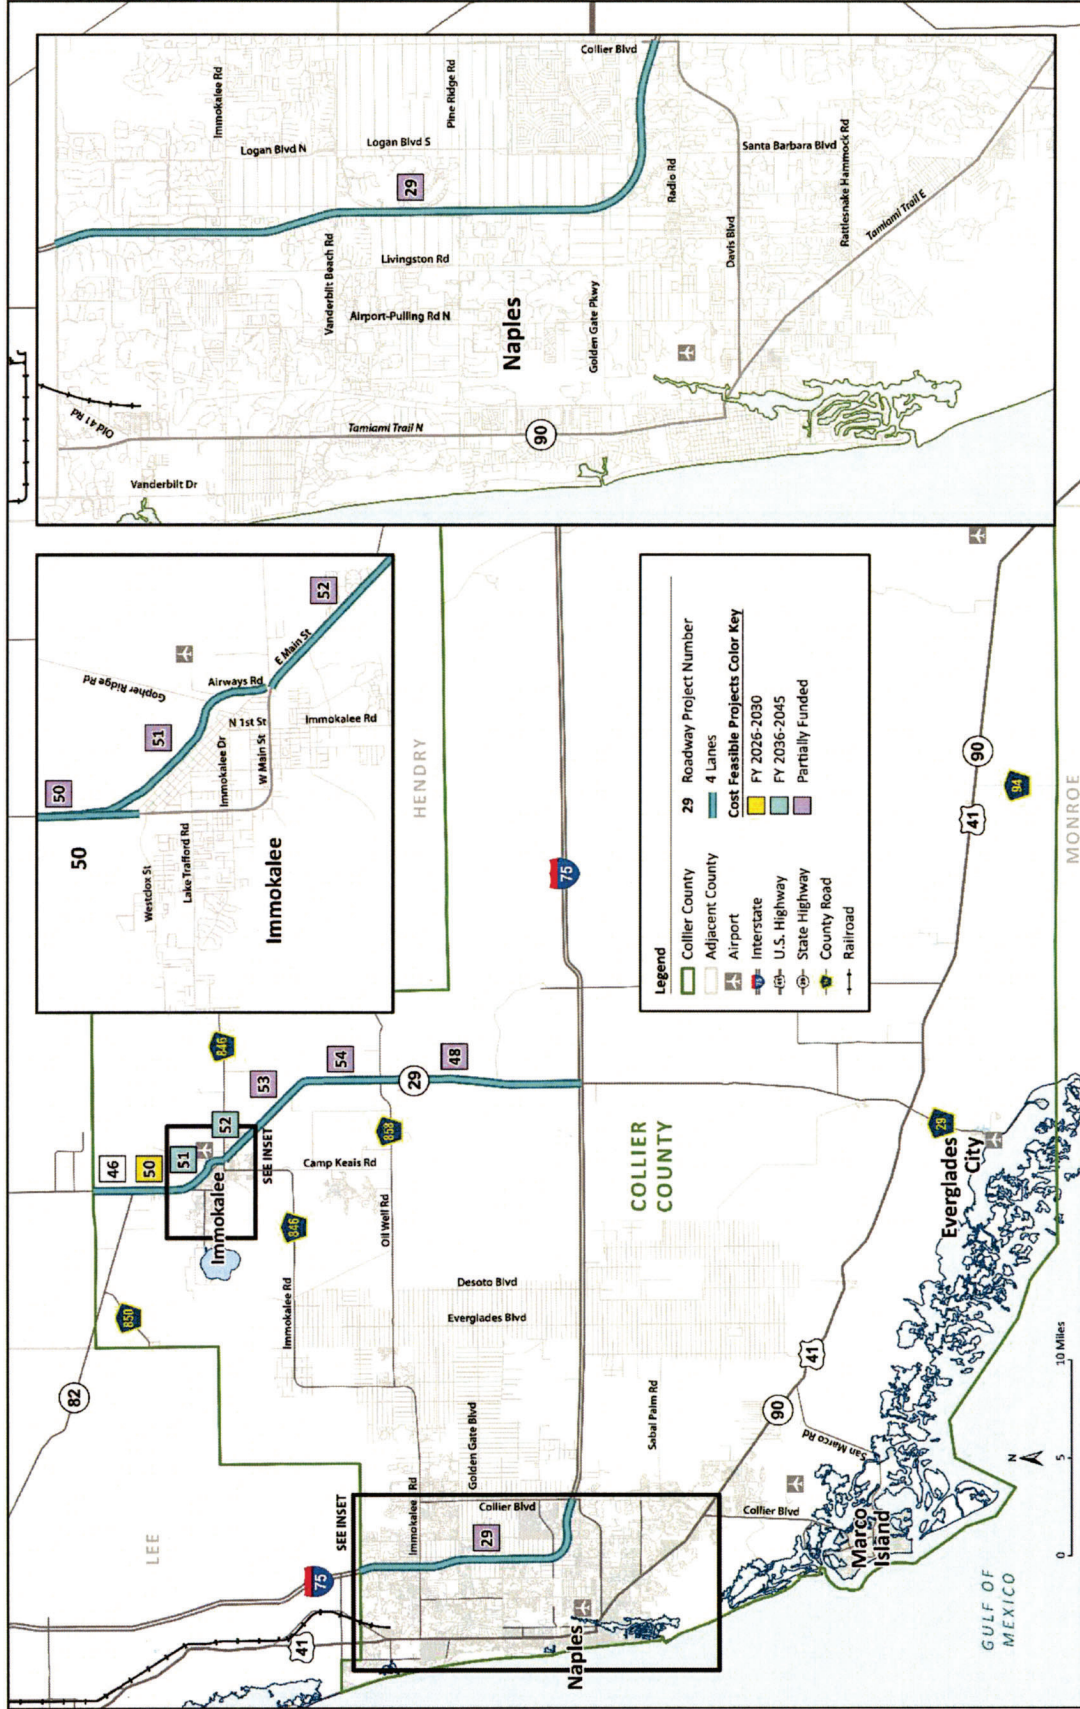 LEE
82
850
SEE INSET
75
41
46
50
51
52
53
54
48
29
846
Immokalee
SEE INSET
846
Immokalee Rd
Camp Keais Rd
Oil Well Rd
858
Desoto Blvd
Everglades Blvd
Immokalee Rd
Golden Gate Blvd
Collier Blvd
29
Naples
COLLIER
COUNTY
75
Sabal Palm Rd
90
41
San Marco Rd
Collier Blvd
Marco
Island
GULF OF
MEXICO
Everglades
City
29
41
90
94
HENDRY
MONROE
N
0
5
10 Miles
50
50
51
52
Gopher Ridge Rd
Airways Rd
E Main St
N 1st St
Immokalee Dr
W Main St
Immokalee Rd
Westclox St
Lake Trafford Rd
Immokalee
Legend
Collier County
Adjacent County
Airport
Interstate
U.S. Highway
State Highway
County Road
Railroad
29 Roadway Project Number
4 Lanes
Cost Feasible Projects Color Key
FY 2026-2030
FY 2036-2045
Partially Funded
Immokalee Rd
Logan Blvd N
Logan Blvd S
Pine Ridge Rd
Collier Blvd
29
Vanderbilt Beach Rd
Livingston Rd
Airport-Pulling Rd N
Naples
Golden Gate Pkwy
Radio Rd
Davis Blvd
Santa Barbara Blvd
Rattlesnake Hammock Rd
Tamiami Trail E
Old 41 Rd
Tamiami Trail N
90
Vanderbilt Dr